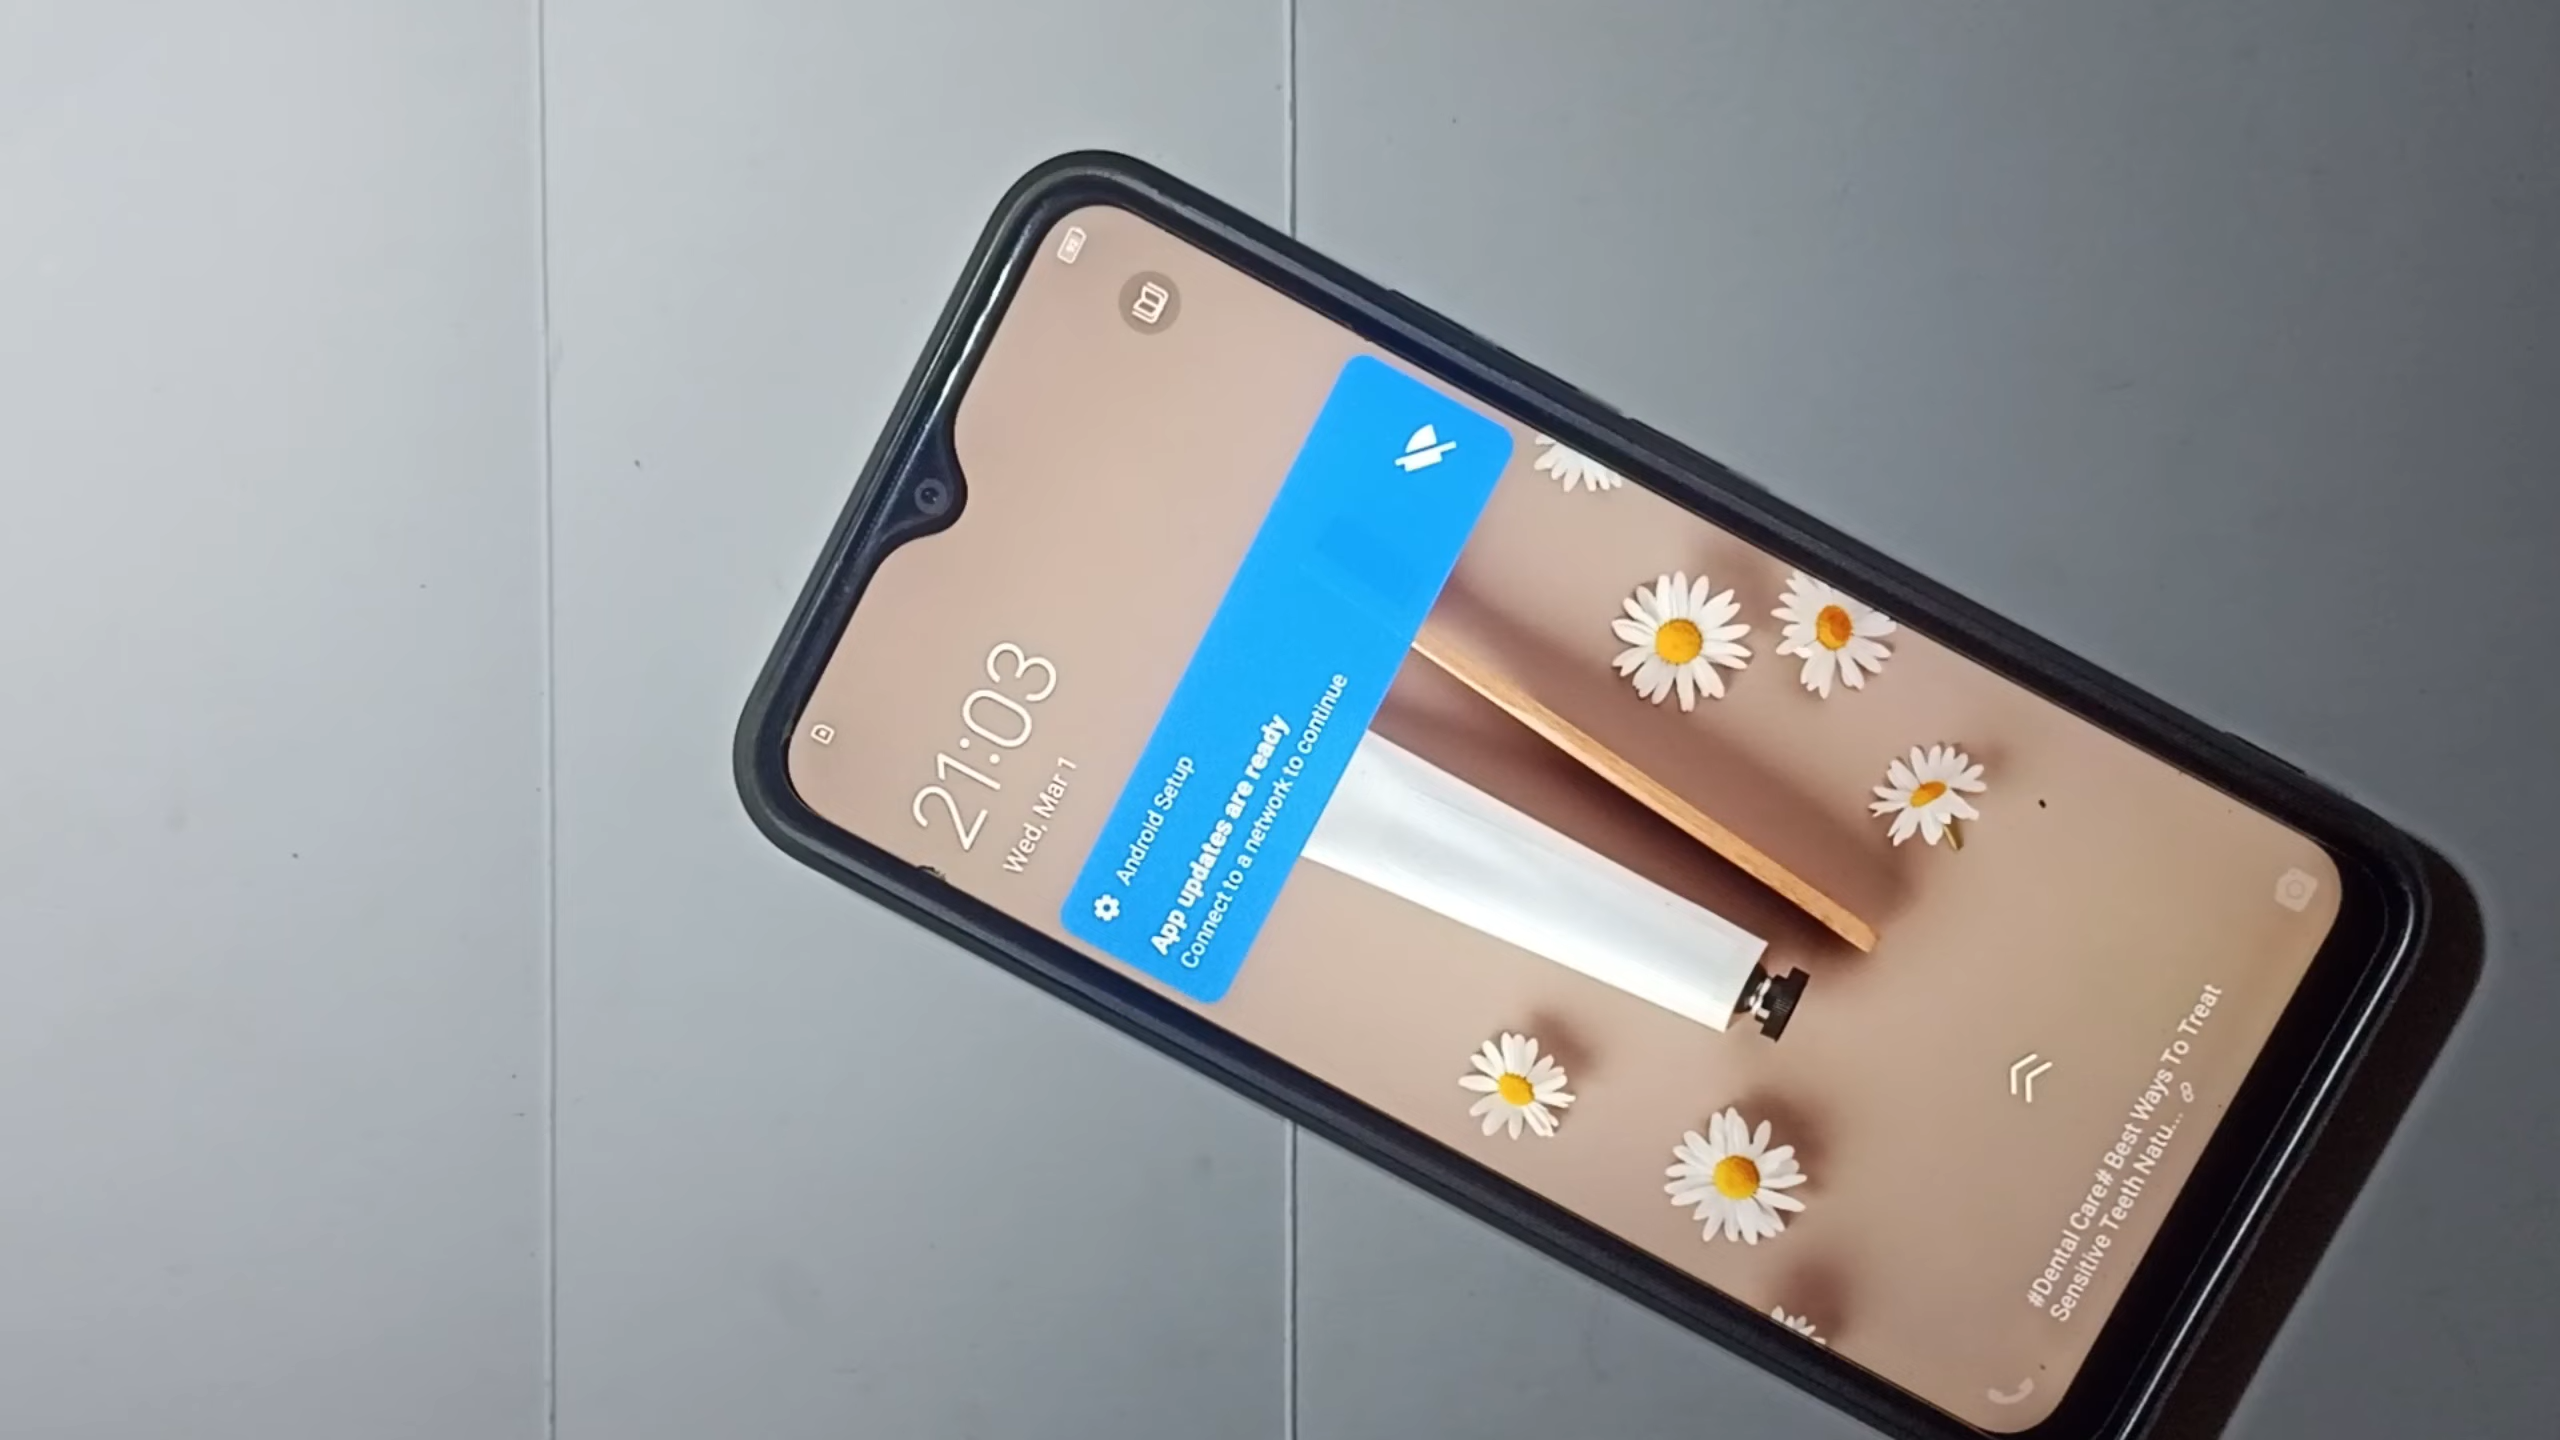 21:03
Wed, Mar 1
Android Setup
App updates are ready
Connect to a network to continue
#Dental Care# Best Ways To Treat
Sensitive Teeth Natu...